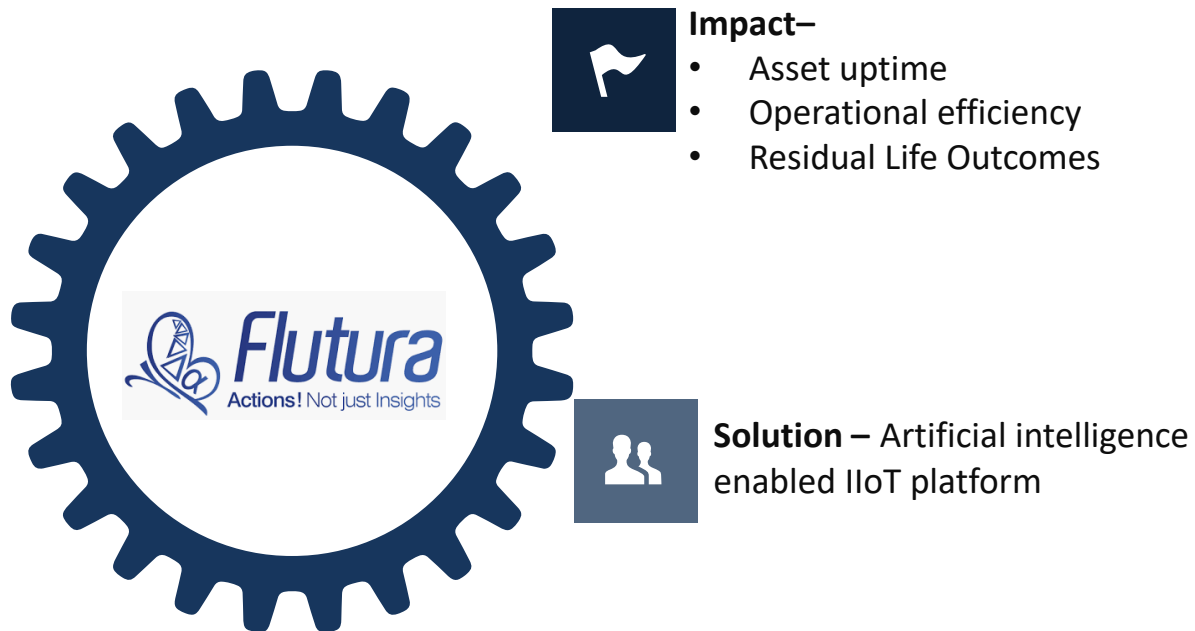 Impact–
• Asset uptime
• Operational efficiency
• Residual Life Outcomes
α
Flutura
Actions! Not just Insights
Solution – Artificial intelligence
enabled IIoT platform